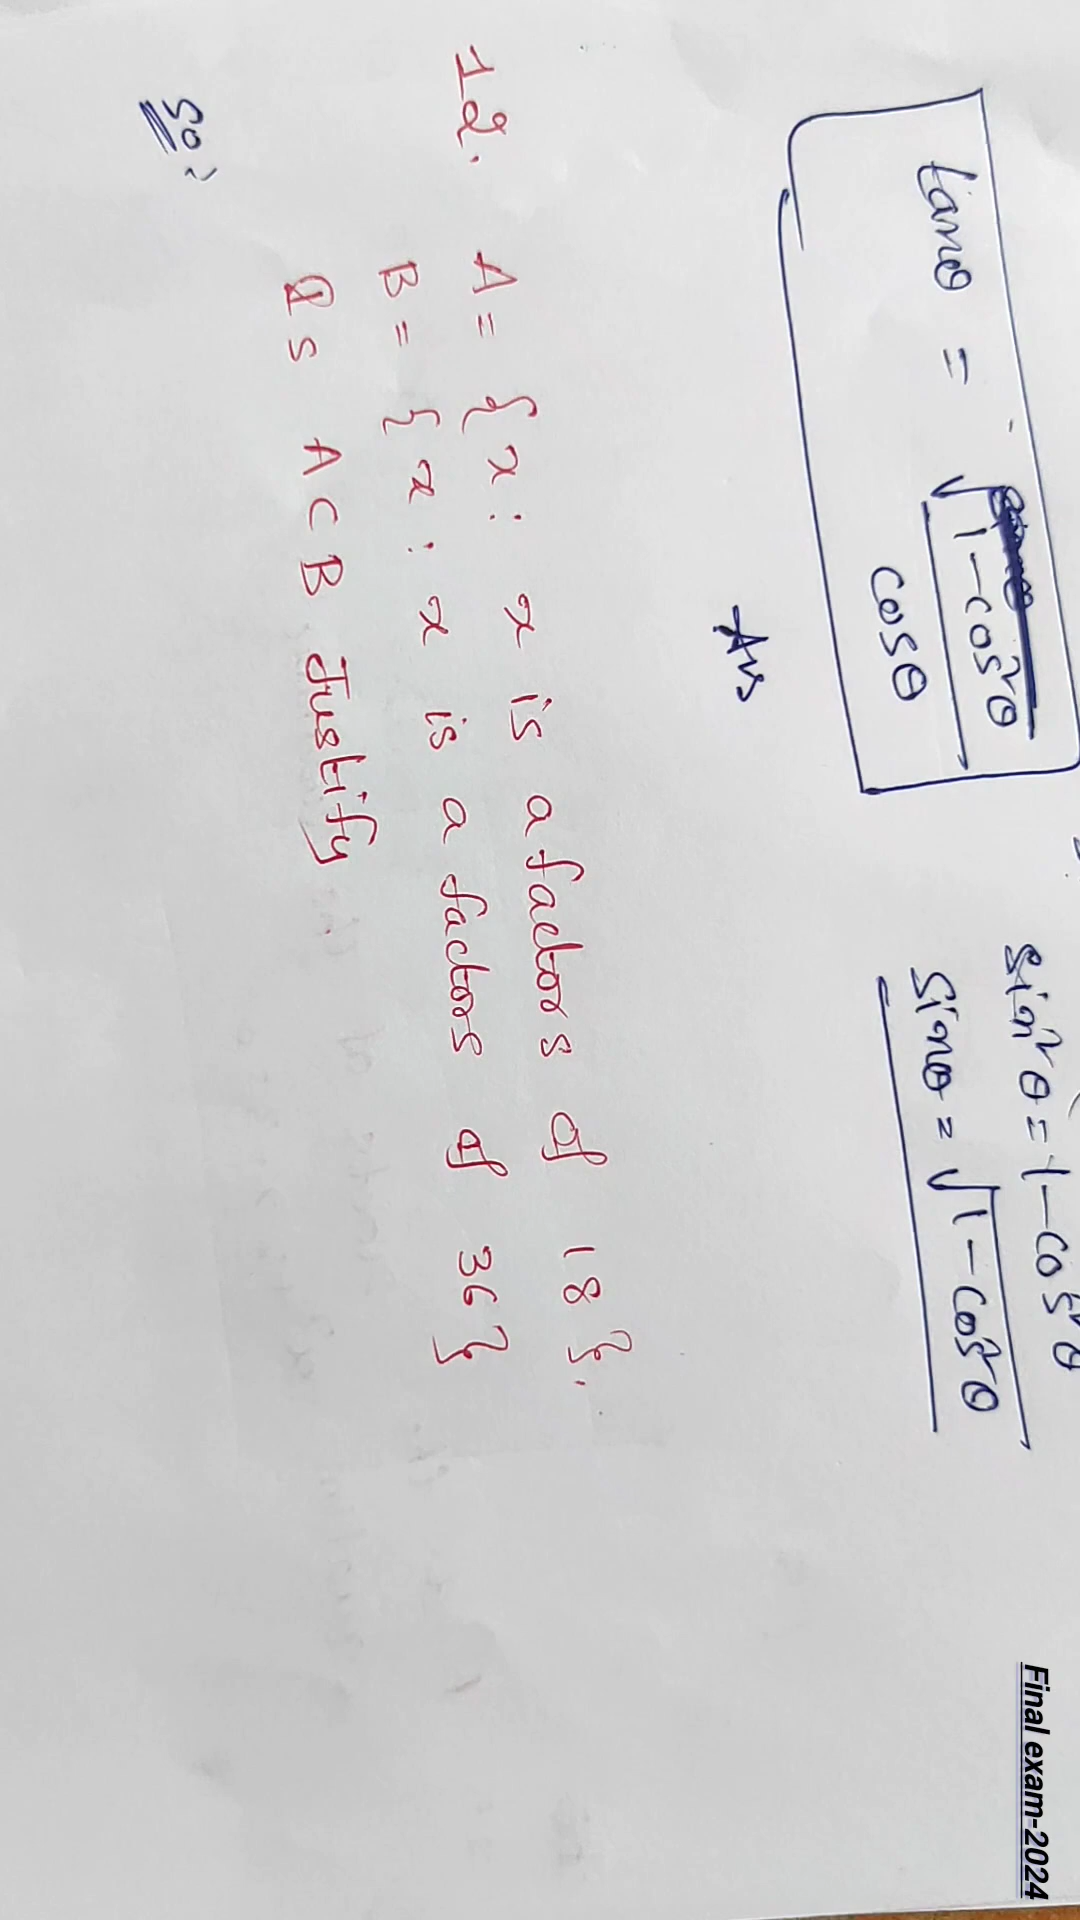 Final exam-2024
sin²θ = 1-cos²θ
sinθ = √1-cos²θ
tanθ = √1-cos²θ
cosθ
Ans
12. A = {x: x is a factors of 18}.
B = {x: x is a factors of 36}
Is A ⊂ B Justify.
So: